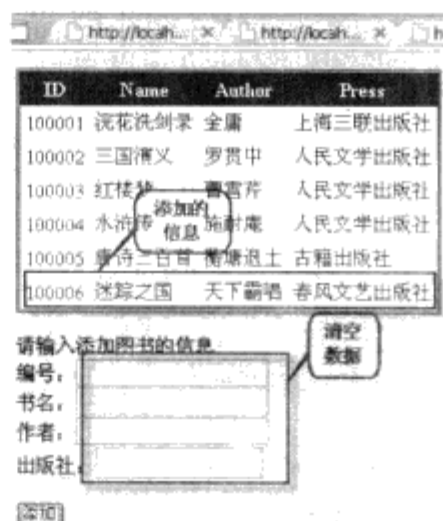 http://localh... × http://localh... × h
ID Name Author Press
100001 浣花洗剑录 金庸 上海三联出版社
100002 三国演义 罗贯中 人民文学出版社
100003 红楼梦 曹雪芹 人民文学出版社
100004 水浒传 施耐庵 人民文学出版社
添加的
信息
100005 唐诗三百首 衡塘退士 古籍出版社
100006 迷踪之国 天下霸唱 春风文艺出版社
清空
数据
请输入添加图书的信息
编号：
书名：
作者：
出版社：
添加